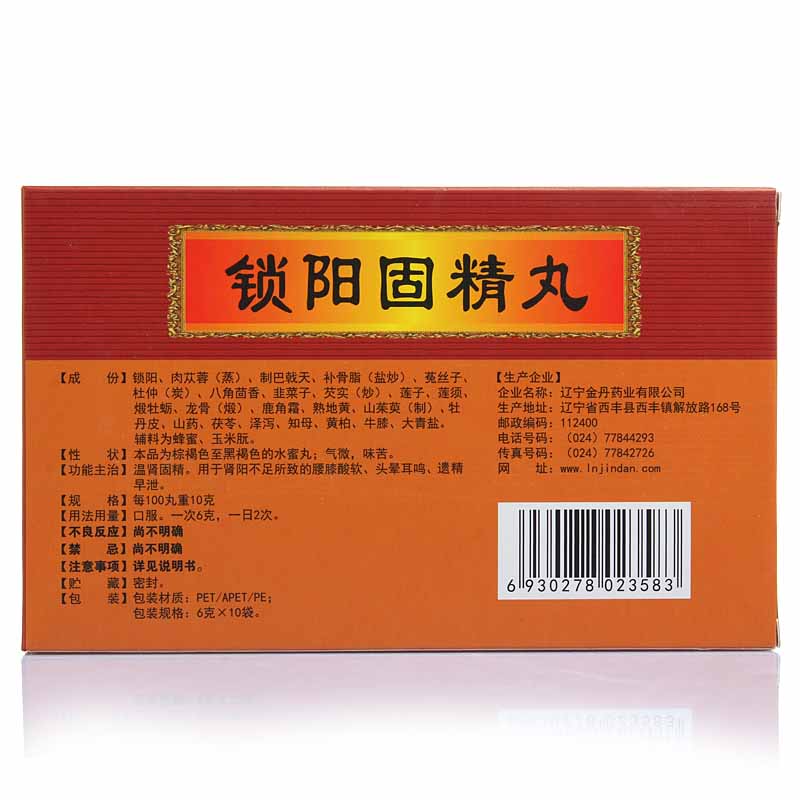 锁阳固精丸
【成　份】锁阳、肉苁蓉（蒸）、制巴戟天、补骨脂（盐炒）、菟丝子、
杜仲（炭）、八角茴香、韭菜子、芡实（炒）、莲子、莲须、
煅牡蛎、龙骨（煅）、鹿角霜、熟地黄、山茱萸（制）、牡
丹皮、山药、茯苓、泽泻、知母、黄柏、牛膝、大青盐。
辅料为蜂蜜、玉米朊。
【性　状】本品为棕褐色至黑褐色的水蜜丸；气微，味苦。
【功能主治】温肾固精。用于肾阳不足所致的腰膝酸软、头晕耳鸣、遗精
早泄。
【规　格】每100丸重10克
【用法用量】口服。一次6克，一日2次。
【不良反应】尚不明确
【禁　忌】尚不明确
【注意事项】详见说明书。
【贮　藏】密封。
【包　装】包装材质：PET/APET/PE；
包装规格：6克×10袋。
【生产企业】
企业名称：辽宁金丹药业有限公司
生产地址：辽宁省西丰县西丰镇解放路168号
邮政编码：112400
电话号码：（024）77844293
传真号码：（024）77842726
网　址：www.lnjindan.com
6 930278 023583